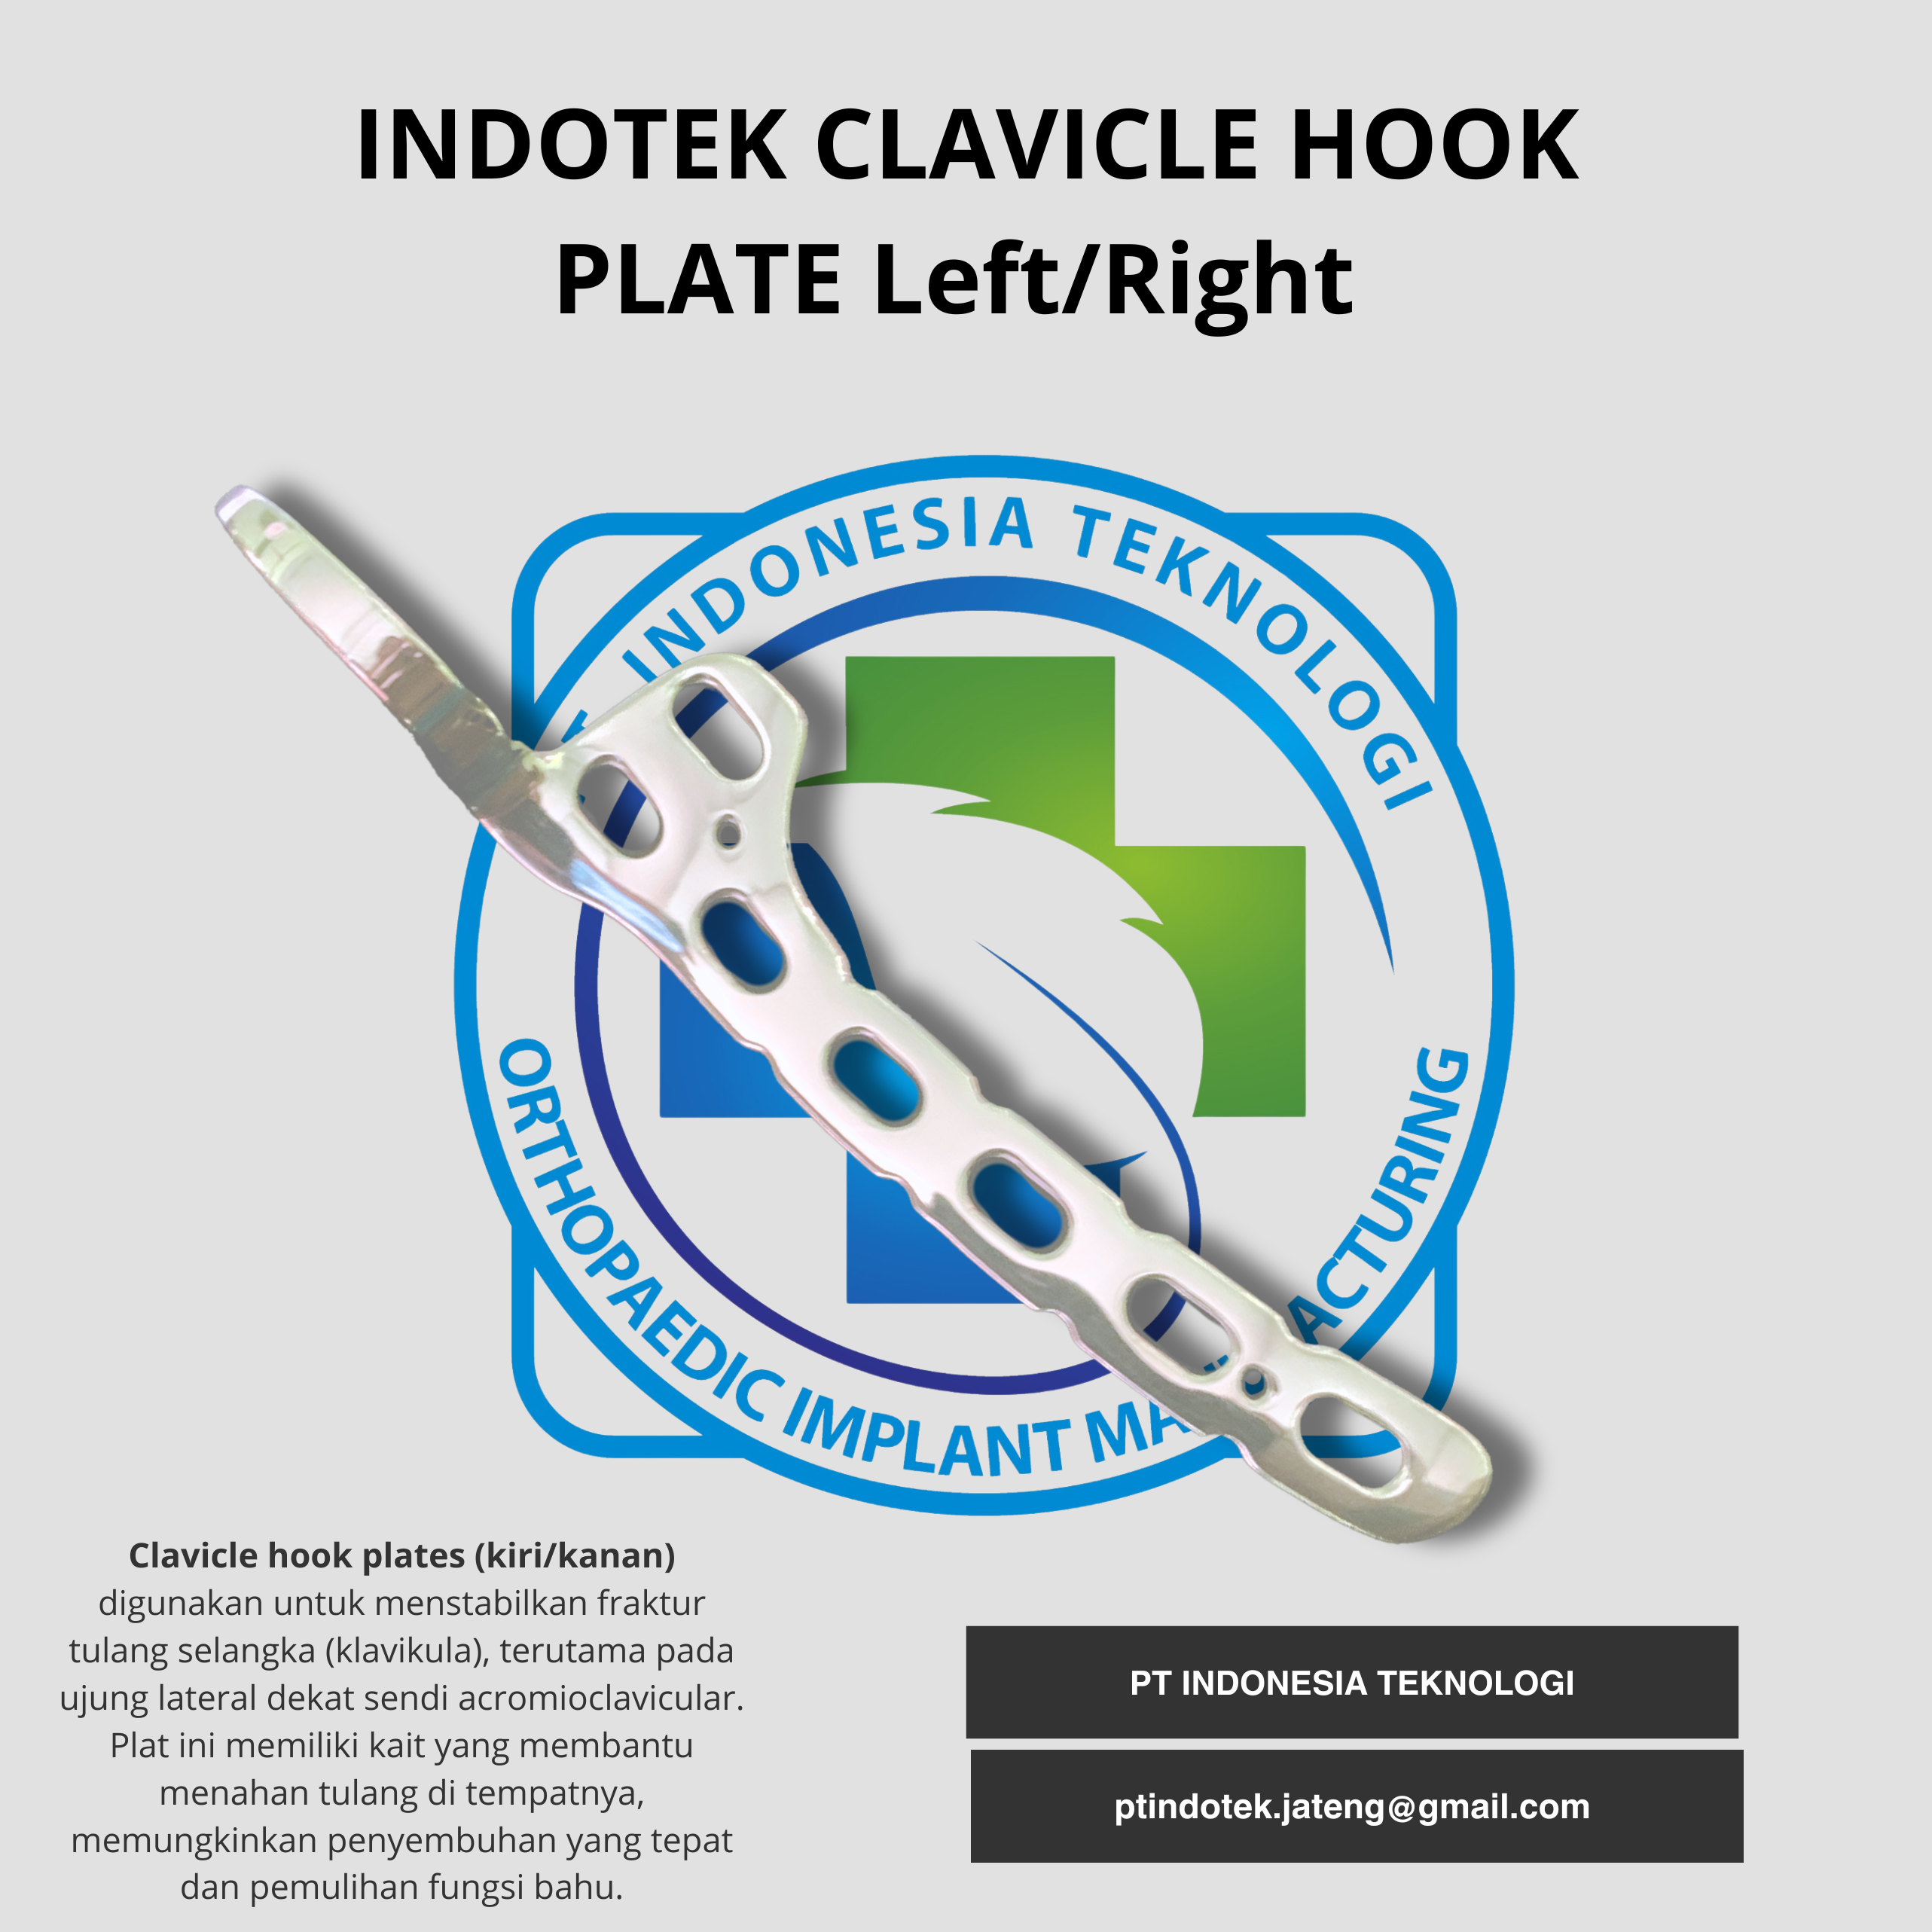 INDOTEK CLAVICLE HOOK
PLATE Left/Right
INDONESIA TEKNOLOGI
ORTHOPAEDIC IMPLANT MA ACTURING
Clavicle hook plates (kiri/kanan)
digunakan untuk menstabilkan fraktur
tulang selangka (klavikula), terutama pada
ujung lateral dekat sendi acromioclavicular.
Plat ini memiliki kait yang membantu
menahan tulang di tempatnya,
memungkinkan penyembuhan yang tepat
dan pemulihan fungsi bahu.
PT INDONESIA TEKNOLOGI
ptindotek.jateng@gmail.com